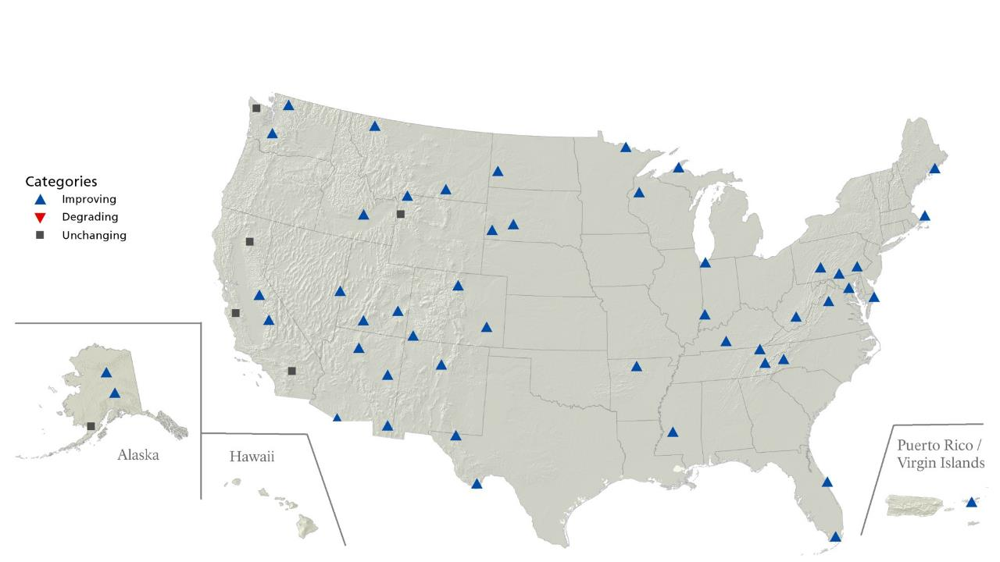 Categories
Improving
Degrading
Unchanging
Alaska
Hawaii
Puerto Rico /
Virgin Islands